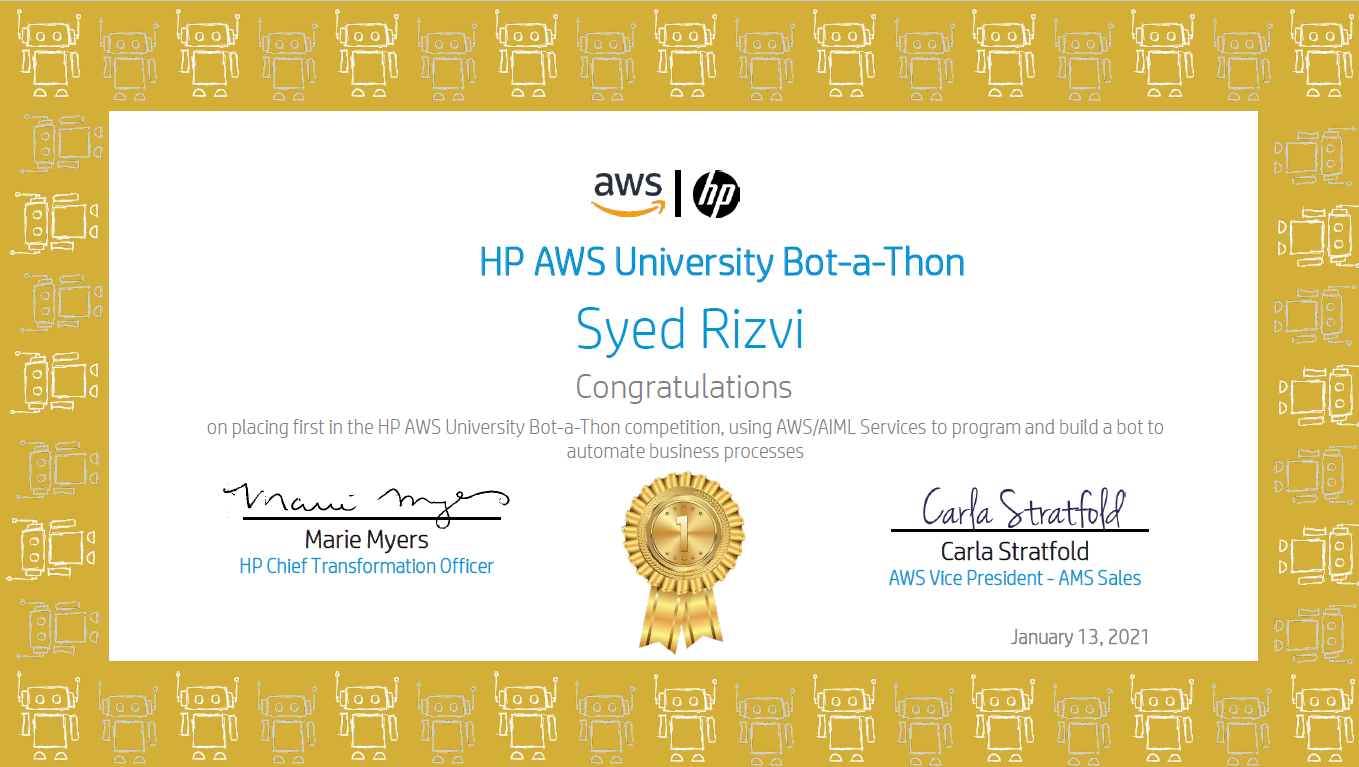 aws | hp
HP AWS University Bot-a-Thon
Syed Rizvi
Congratulations
on placing first in the HP AWS University Bot-a-Thon competition, using AWS/AIML Services to program and build a bot to
automate business processes
Marie Myers
Marie Myers
HP Chief Transformation Officer
1
Carla Stratfold
Carla Stratfold
AWS Vice President - AMS Sales
January 13, 2021